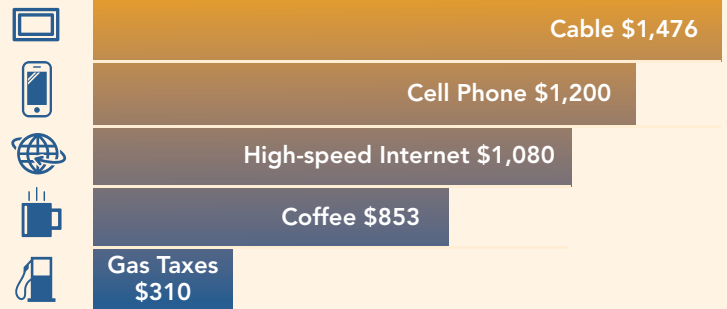 Cable $1,476
Cell Phone $1,200
High-speed Internet $1,080
Coffee $853
Gas Taxes
$310